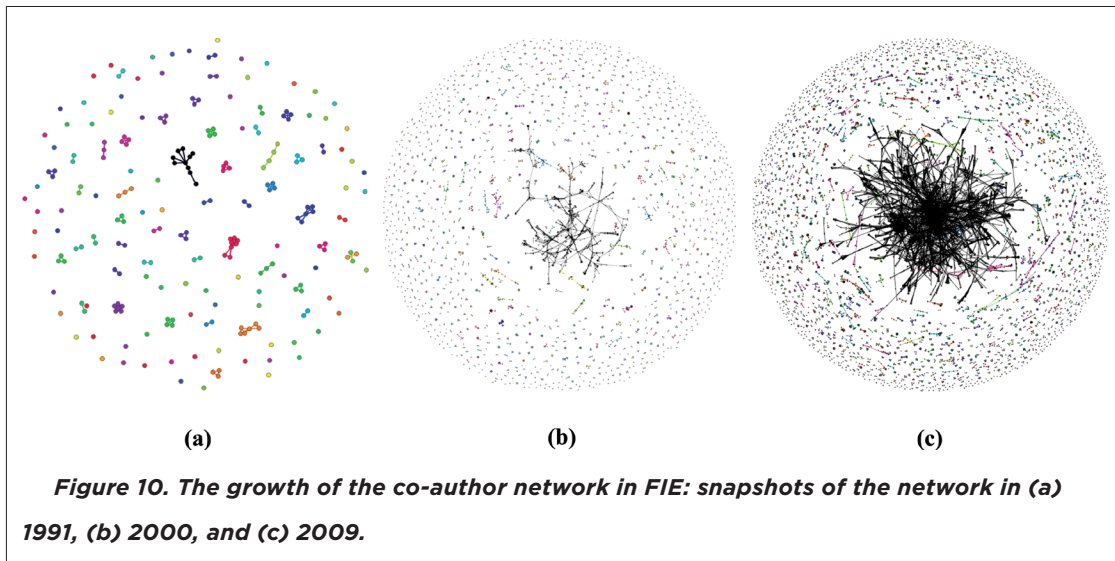 (a)
(b)
(c)
Figure 10. The growth of the co-author network in FIE: snapshots of the network in (a)
1991, (b) 2000, and (c) 2009.